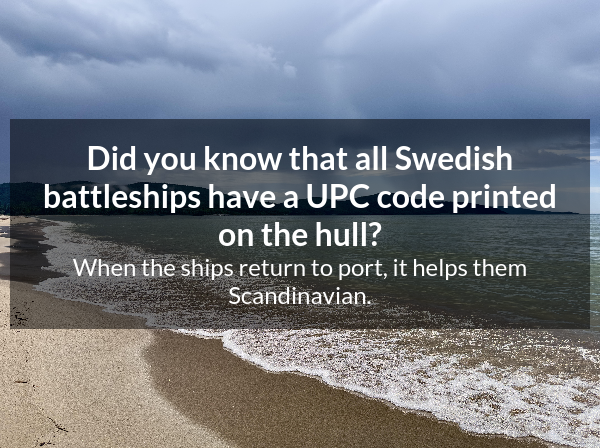 Did you know that all Swedish
battleships have a UPC code printed
on the hull?
When the ships return to port, it helps them
Scandinavian.